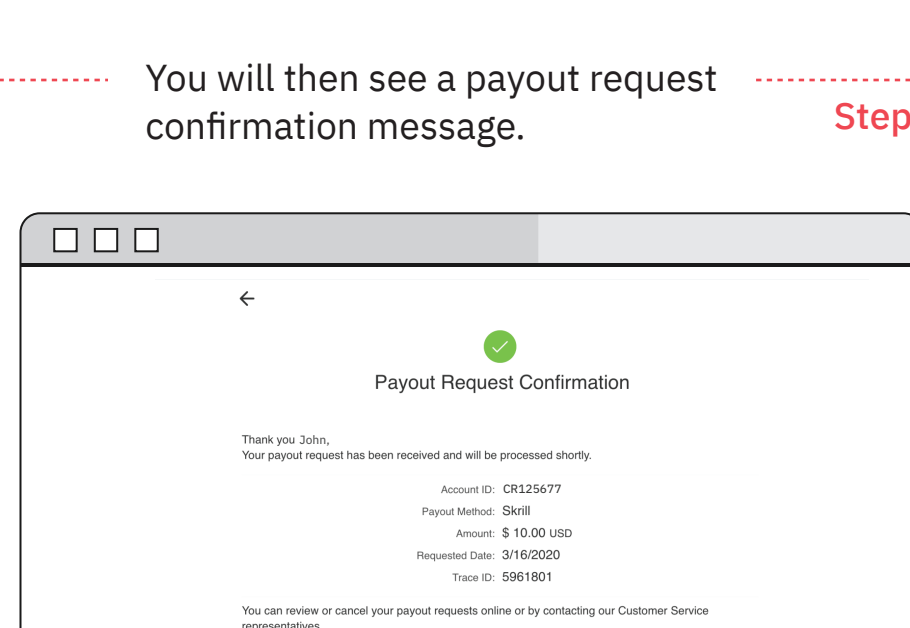 You will then see a payout request
confirmation message.
Step
Payout Request Confirmation
Thank you John,
Your payout request has been received and will be processed shortly.
Account ID: CR125677
Payout Method: Skrill
Amount: $ 10.00 USD
Requested Date: 3/16/2020
Trace ID: 5961801
You can review or cancel your payout requests online or by contacting our Customer Service
representatives